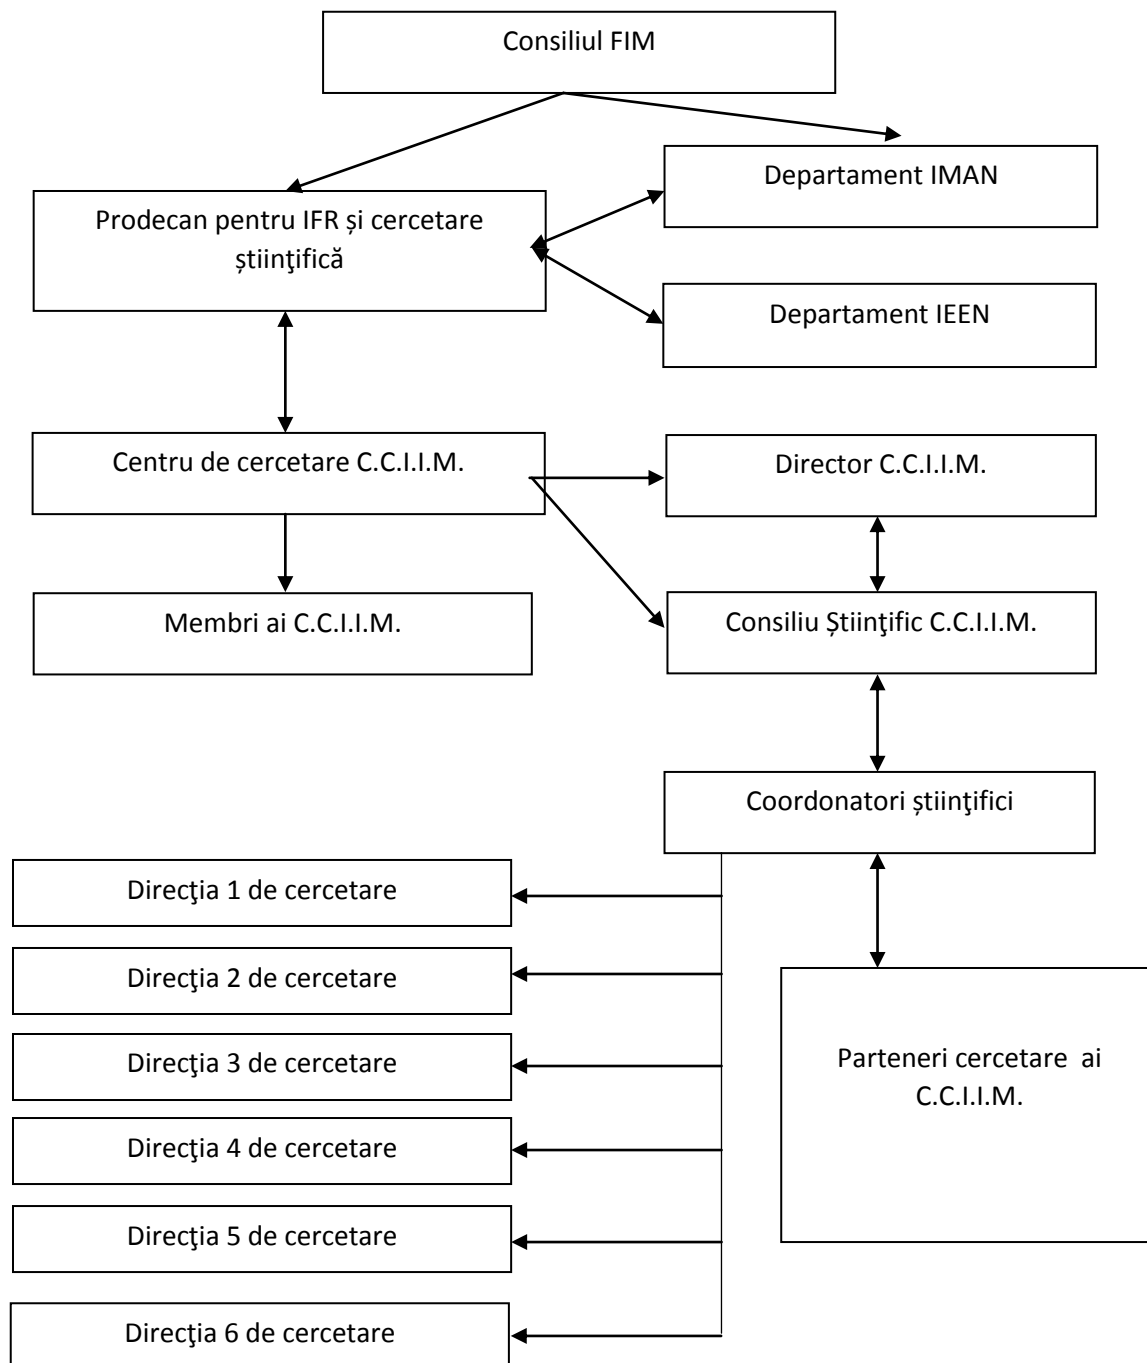 Consiliul FIM
Departament IMAN
Prodecan pentru IFR și cercetare
științifică
Departament IEEN
Centru de cercetare C.C.I.I.M.
Director C.C.I.I.M.
Membri ai C.C.I.I.M.
Consiliu Științific C.C.I.I.M.
Coordonatori științifici
Direcţia 1 de cercetare
Direcţia 2 de cercetare
Direcţia 3 de cercetare
Direcţia 4 de cercetare
Direcţia 5 de cercetare
Direcţia 6 de cercetare
Parteneri cercetare  ai
C.C.I.I.M.